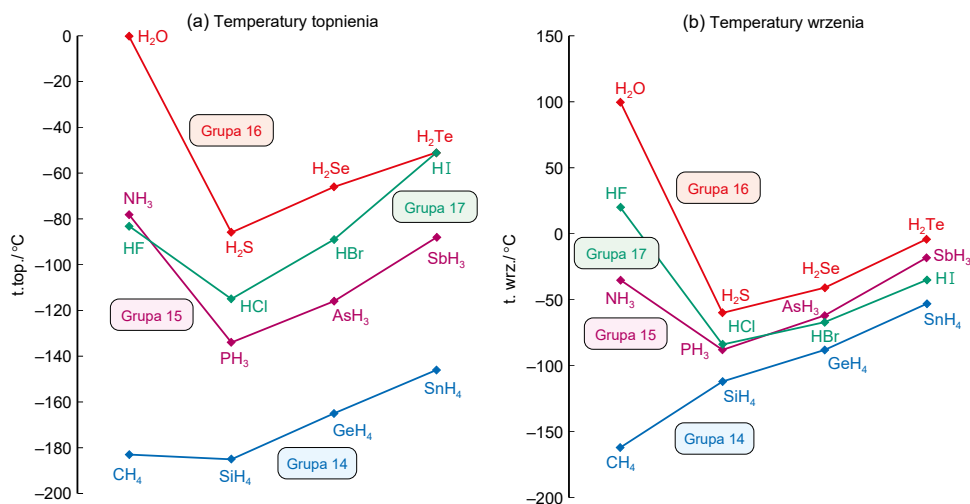 (a) Temperatury topnienia
t.top./°C
0
–20
–40
–60
–80
–100
–120
–140
–160
–180
–200
H₂O
Grupa 16
H₂Te
H₂Se
HI
NH₃
Grupa 17
HF
H₂S
HBr
SbH₃
HCl
Grupa 15
AsH₃
PH₃
SnH₄
GeH₄
CH₄
SiH₄
Grupa 14
(b) Temperatury wrzenia
t. wrz./°C
150
100
50
0
–50
–100
–150
–200
H₂O
HF
Grupa 16
H₂Te
Grupa 17
SbH₃
H₂Se
HI
NH₃
H₂S
AsH₃
SnH₄
HCl
Grupa 15
HBr
PH₃
GeH₄
SiH₄
Grupa 14
CH₄